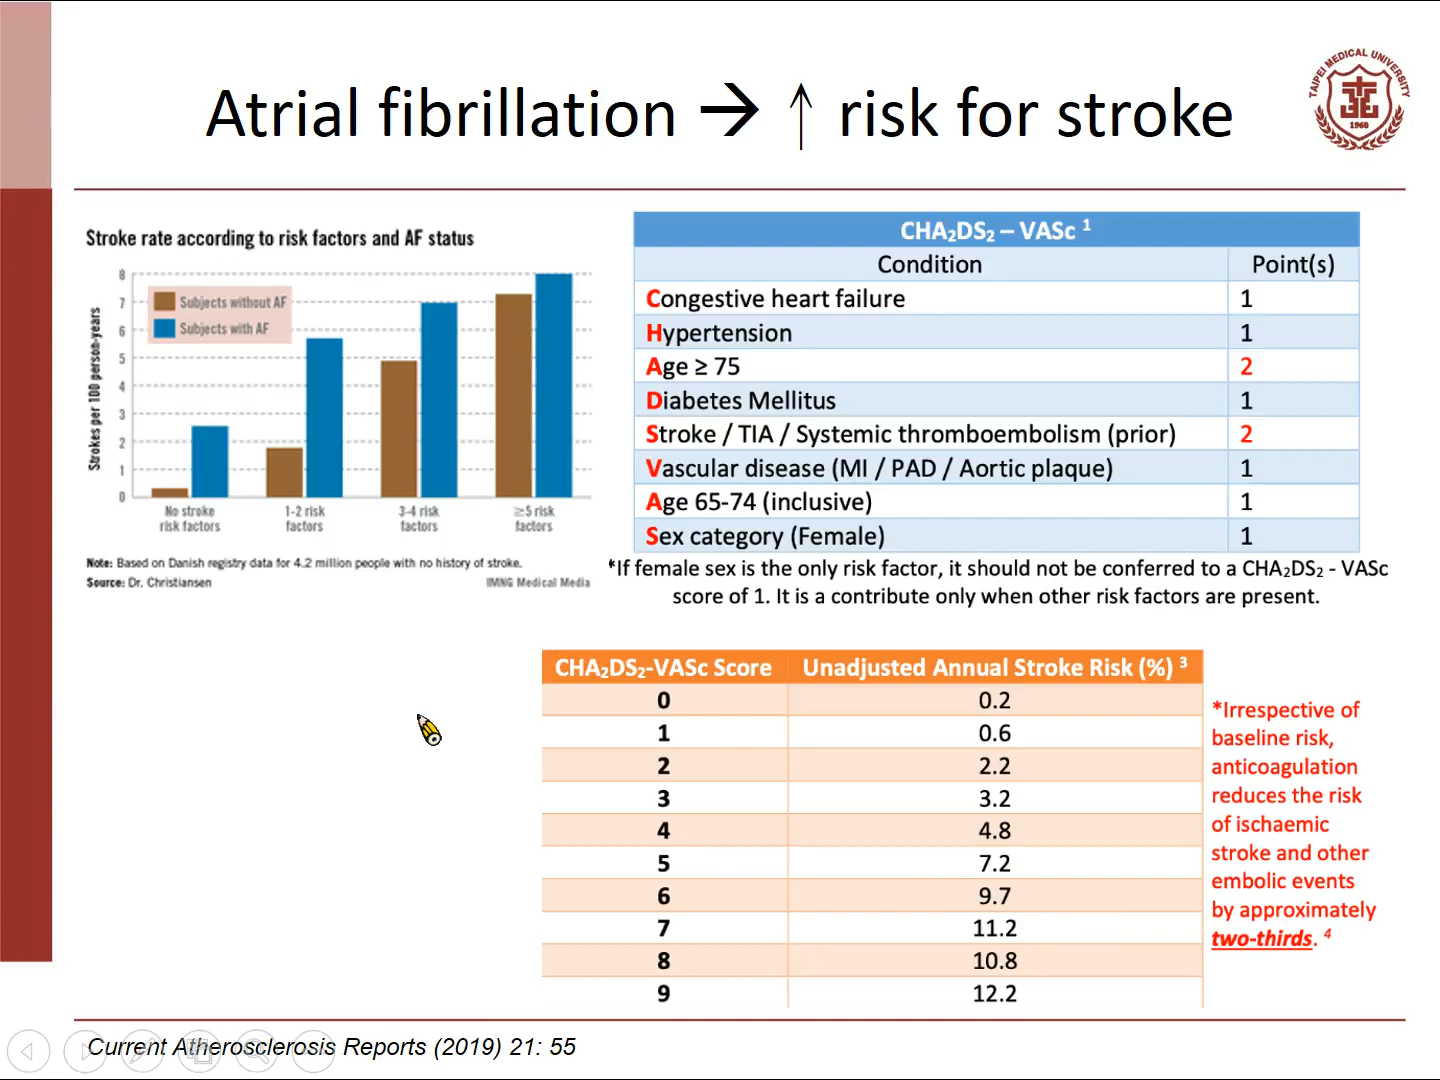 Atrial fibrillation → ↑ risk for stroke
TAIPEI MEDICAL UNIVERSITY
1960
Stroke rate according to risk factors and AF status
Strokes per 100 person-years
8
7
6
5
4
3
2
1
0
Subjects without AF
Subjects with AF
No stroke risk factors
1-2 risk factors
3-4 risk factors
≥5 risk factors
Note: Based on Danish registry data for 4.2 million people with no history of stroke.
Source: Dr. Christiansen IMNG Medical Media
CHA₂DS₂ – VASc ¹
Condition Point(s)
Congestive heart failure 1
Hypertension 1
Age ≥ 75 2
Diabetes Mellitus 1
Stroke / TIA / Systemic thromboembolism (prior) 2
Vascular disease (MI / PAD / Aortic plaque) 1
Age 65-74 (inclusive) 1
Sex category (Female) 1
*If female sex is the only risk factor, it should not be conferred to a CHA₂DS₂ - VASc
score of 1. It is a contribute only when other risk factors are present.
CHA₂DS₂-VASc Score Unadjusted Annual Stroke Risk (%) ³
0 0.2
1 0.6
2 2.2
3 3.2
4 4.8
5 7.2
6 9.7
7 11.2
8 10.8
9 12.2
*Irrespective of
baseline risk,
anticoagulation
reduces the risk
of ischaemic
stroke and other
embolic events
by approximately
two-thirds. ⁴
Current Atherosclerosis Reports (2019) 21: 55